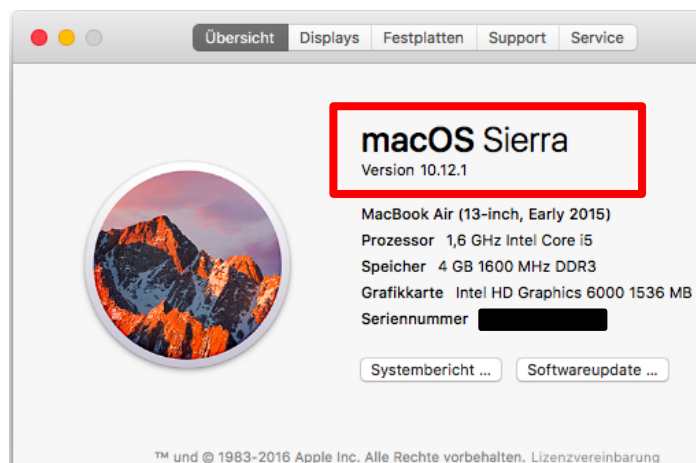 Übersicht Displays Festplatten Support Service
macOS Sierra
Version 10.12.1
MacBook Air (13-inch, Early 2015)
Prozessor 1,6 GHz Intel Core i5
Speicher 4 GB 1600 MHz DDR3
Grafikkarte Intel HD Graphics 6000 1536 MB
Seriennummer
Systembericht ... Softwareupdate ...
™ und © 1983-2016 Apple Inc. Alle Rechte vorbehalten. Lizenzvereinbarung